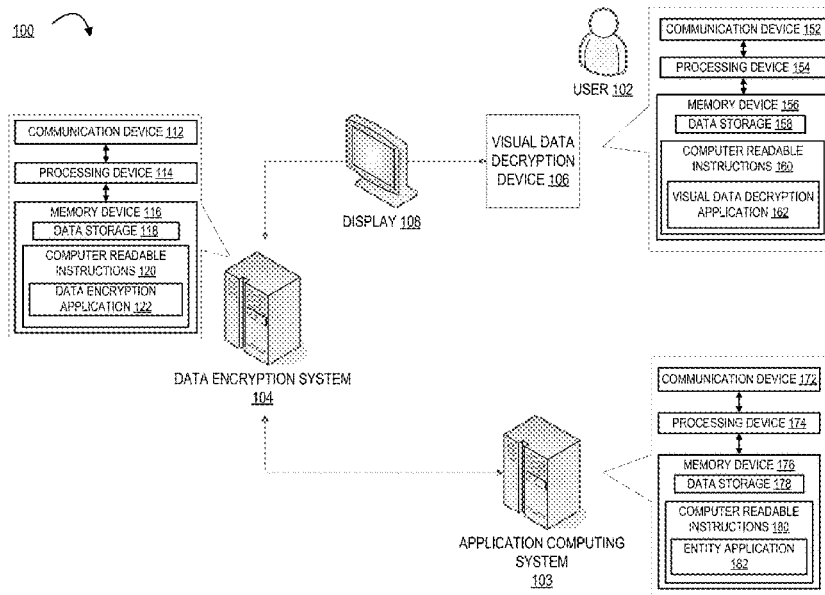 100
COMMUNICATION DEVICE 152
PROCESSING DEVICE 154
USER 102
MEMORY DEVICE 156
DATA STORAGE 158
COMPUTER READABLE
INSTRUCTIONS 160
VISUAL DATA DECRYPTION
APPLICATION 162
COMMUNICATION DEVICE 112
PROCESSING DEVICE 114
MEMORY DEVICE 116
DATA STORAGE 118
COMPUTER READABLE
INSTRUCTIONS 120
DATA ENCRYPTION
APPLICATION 122
VISUAL DATA
DECRYPTION
DEVICE 106
DISPLAY 108
DATA ENCRYPTION SYSTEM
104
COMMUNICATION DEVICE 172
PROCESSING DEVICE 174
MEMORY DEVICE 176
DATA STORAGE 178
COMPUTER READABLE
INSTRUCTIONS 180
ENTITY APPLICATION
182
APPLICATION COMPUTING
SYSTEM
103